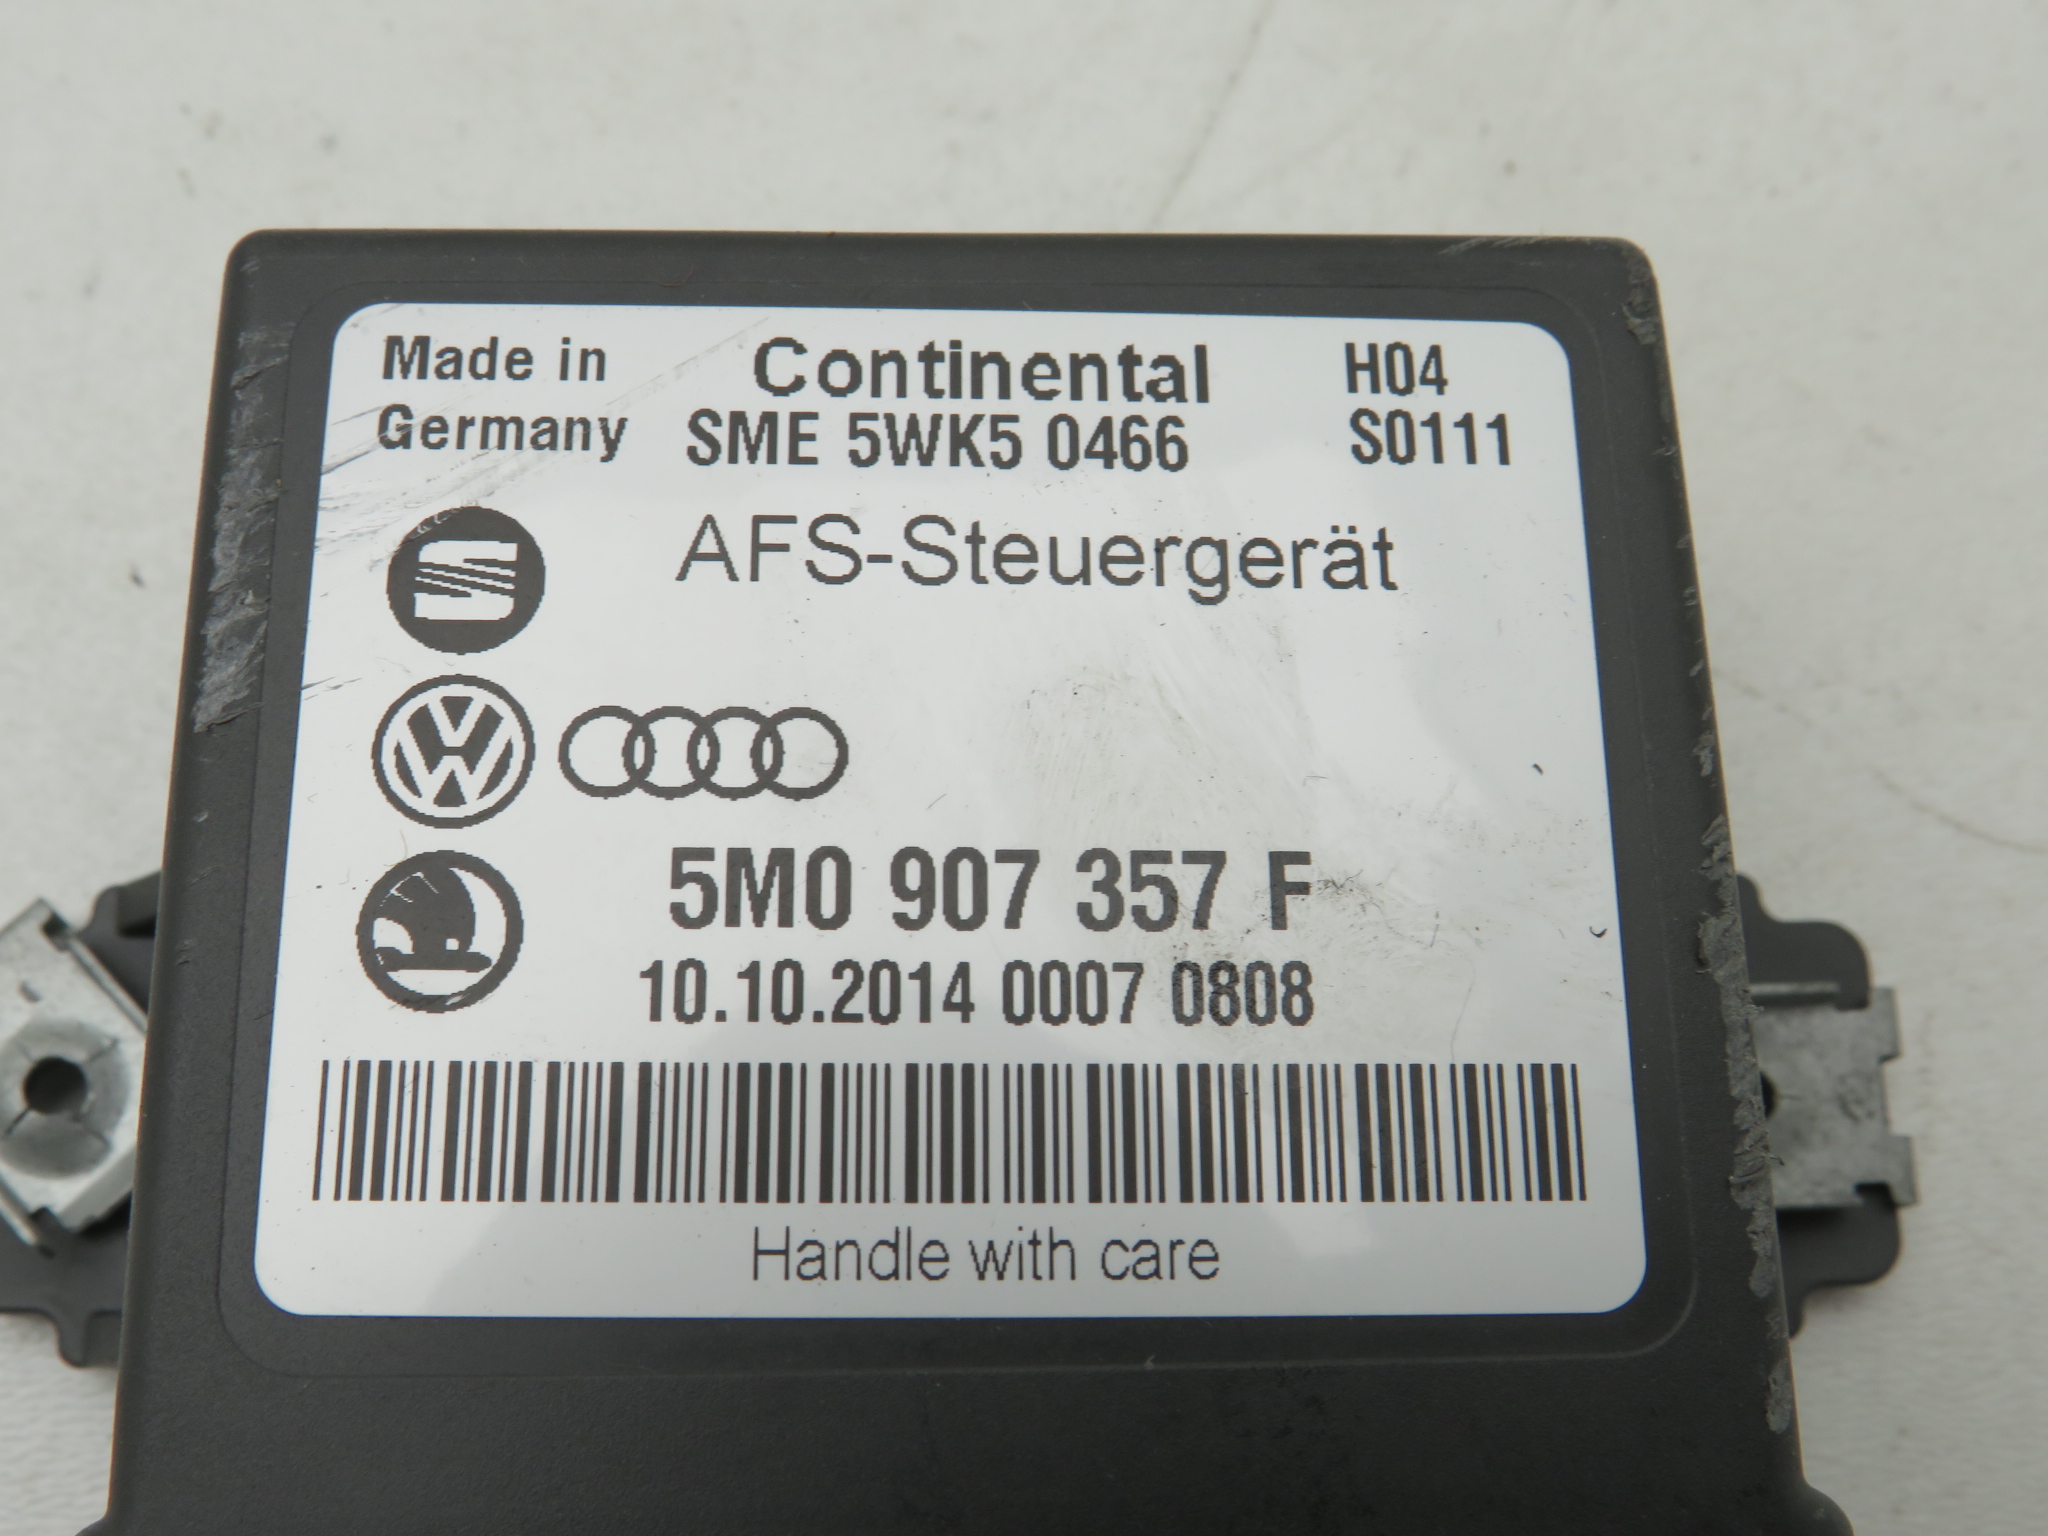 Made in Continental H04
Germany SME 5WK5 0466 S0111
AFS-Steuergerät
5M0 907 357 F
10.10.2014 0007 0808
Handle with care